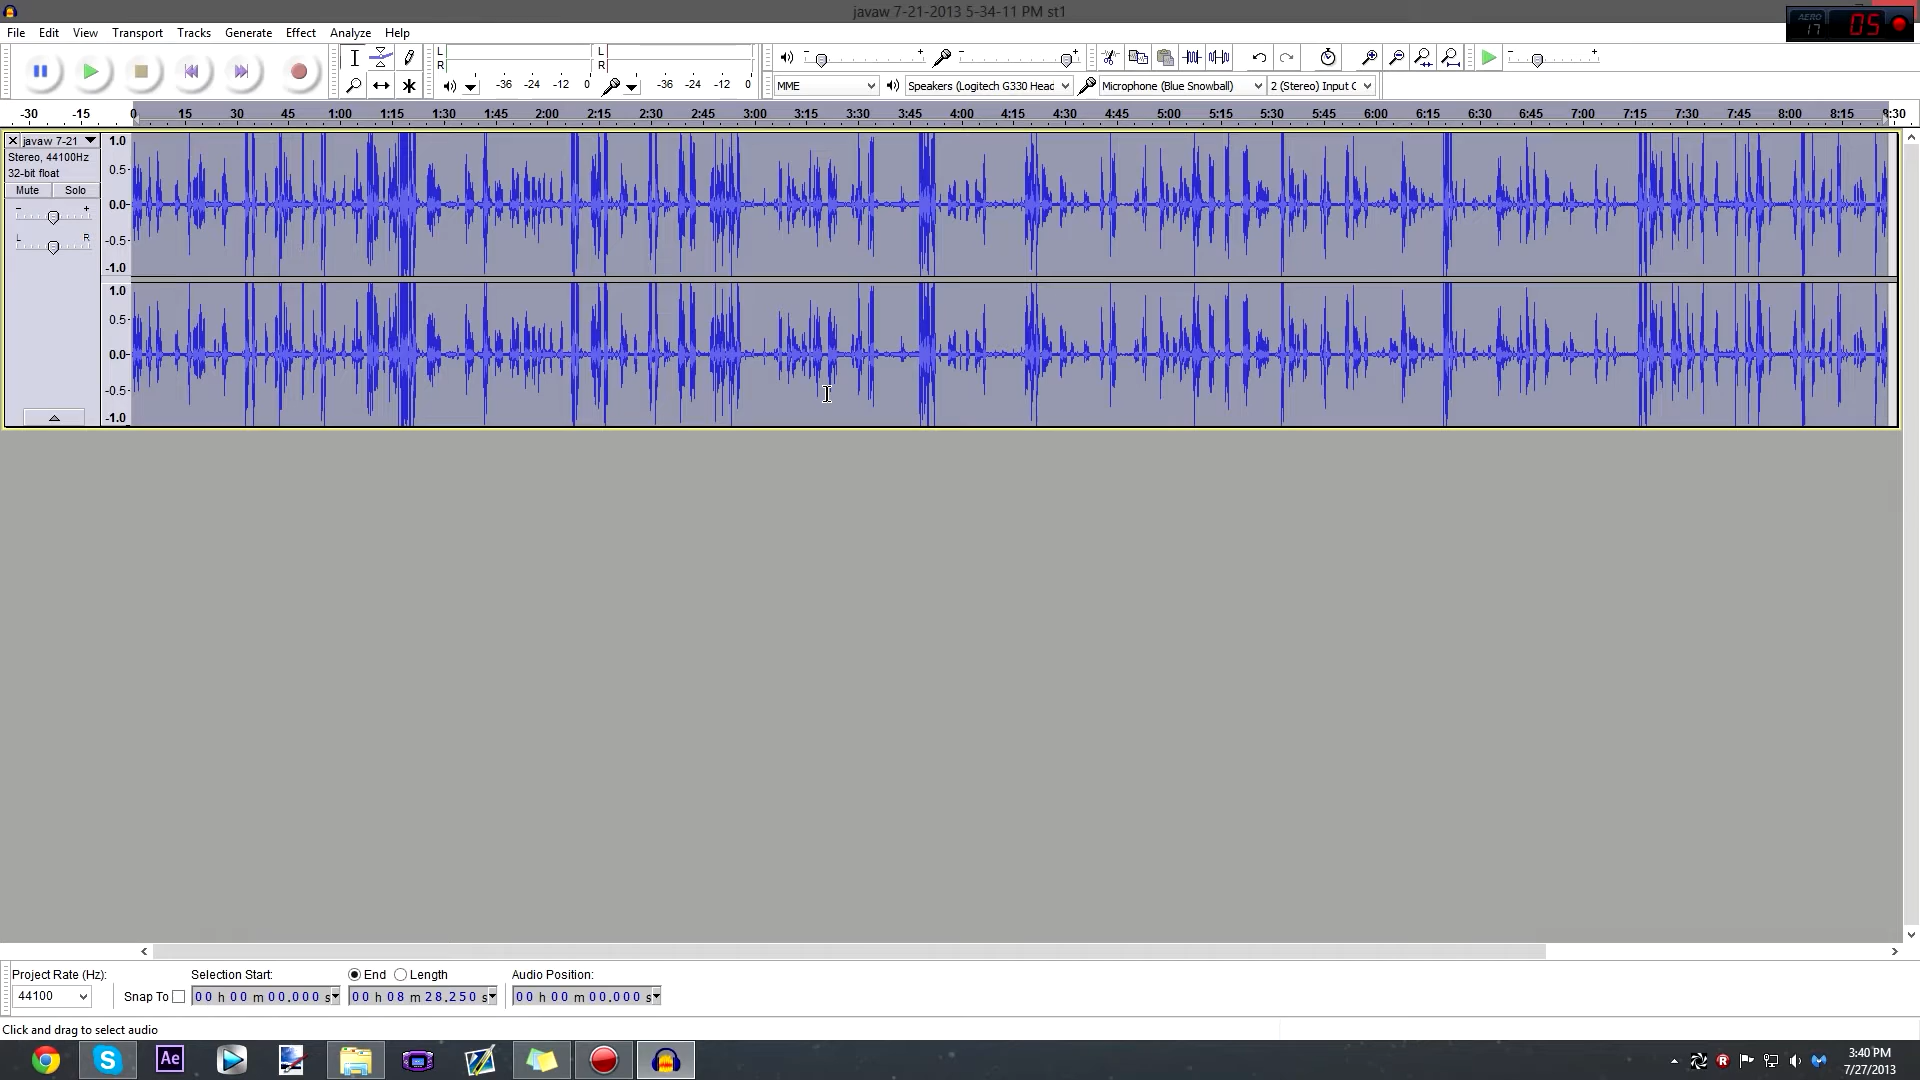 javaw 7-21-2013 5-34-11 PM st1
AERO
17
05
File Edit View Transport Tracks Generate Effect Analyze Help
L
R
L
R
-36 -24 -12 0
-36 -24 -12 0
MME
Speakers (Logitech G330 Head
Microphone (Blue Snowball)
2 (Stereo) Input C
-30 -15 0 15 30 45 1:00 1:15 1:30 1:45 2:00 2:15 2:30 2:45 3:00 3:15 3:30 3:45 4:00 4:15 4:30 4:45 5:00 5:15 5:30 5:45 6:00 6:15 6:30 6:45 7:00 7:15 7:30 7:45 8:00 8:15 8:30
javaw 7-21
Stereo, 44100Hz
32-bit float
Mute Solo
- +
L R
1.0
0.5-
0.0-
-0.5-
-1.0
1.0
0.5-
0.0-
-0.5-
-1.0
Project Rate (Hz):
44100
Snap To
Selection Start:
00 h 00 m 00.000 s
End Length
00 h 08 m 28.250 s
Audio Position:
00 h 00 m 00.000 s
Click and drag to select audio
Ae
3:40 PM
7/27/2013